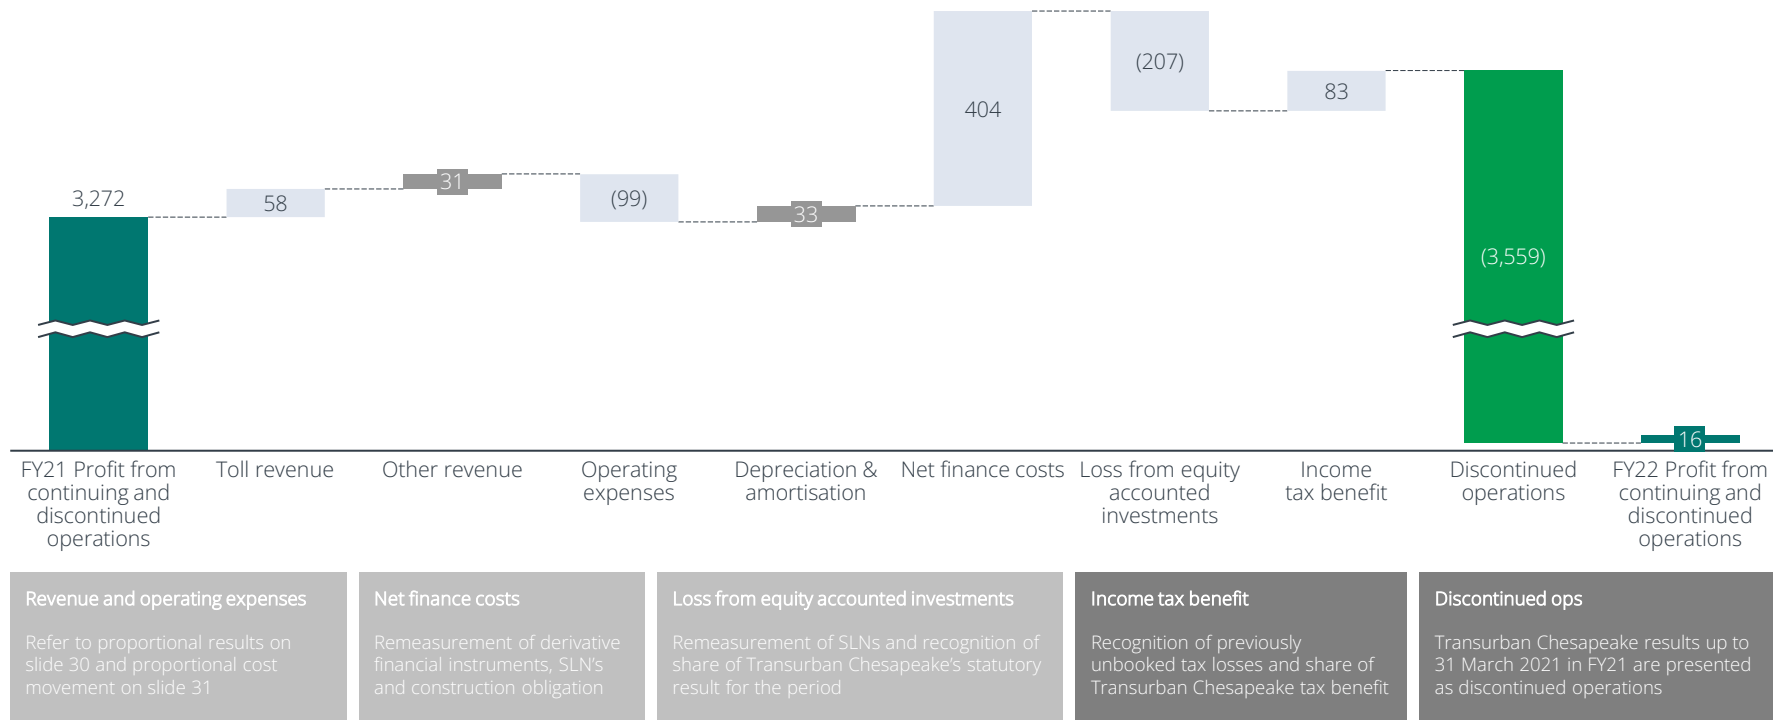 3,272
58
31
(99)
33
404
(207)
83
(3,559)
16
FY21 Profit from
continuing and
discontinued
operations
Toll revenue
Other revenue
Operating
expenses
Depreciation &
amortisation
Net finance costs
Loss from equity
accounted
investments
Income
tax benefit
Discontinued
operations
FY22 Profit from
continuing and
discontinued
operations
Revenue and operating expenses
Refer to proportional results on
slide 30 and proportional cost
movement on slide 31
Net finance costs
Remeasurement of derivative
financial instruments, SLN's
and construction obligation
Loss from equity accounted investments
Remeasurement of SLNs and recognition of
share of Transurban Chesapeake's statutory
result for the period
Income tax benefit
Recognition of previously
unbooked tax losses and share of
Transurban Chesapeake tax benefit
Discontinued ops
Transurban Chesapeake results up to
31 March 2021 in FY21 are presented
as discontinued operations